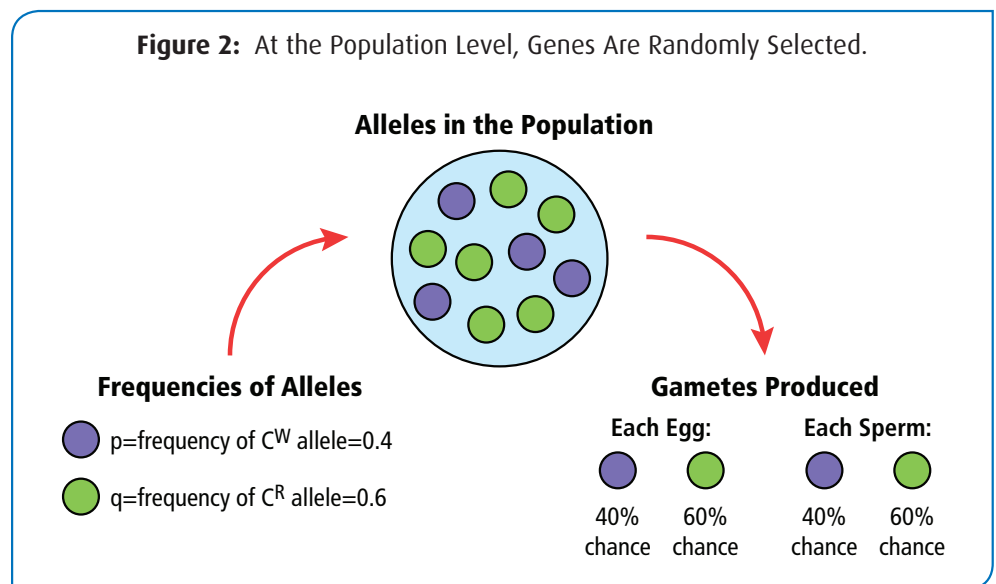 Figure 2: At the Population Level, Genes Are Randomly Selected.
Alleles in the Population
Frequencies of Alleles
p=frequency of C^W allele=0.4
q=frequency of C^R allele=0.6
Gametes Produced
Each Egg: Each Sperm:
40% 60% 40% 60%
chance chance chance chance